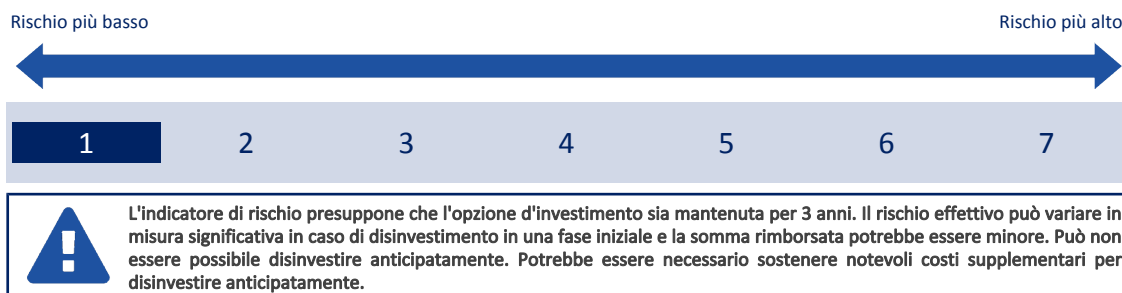 Rischio più basso Rischio più alto
1 2 3 4 5 6 7
L'indicatore di rischio presuppone che l'opzione d'investimento sia mantenuta per 3 anni. Il rischio effettivo può variare in
misura significativa in caso di disinvestimento in una fase iniziale e la somma rimborsata potrebbe essere minore. Può non
essere possibile disinvestire anticipatamente. Potrebbe essere necessario sostenere notevoli costi supplementari per
disinvestire anticipatamente.